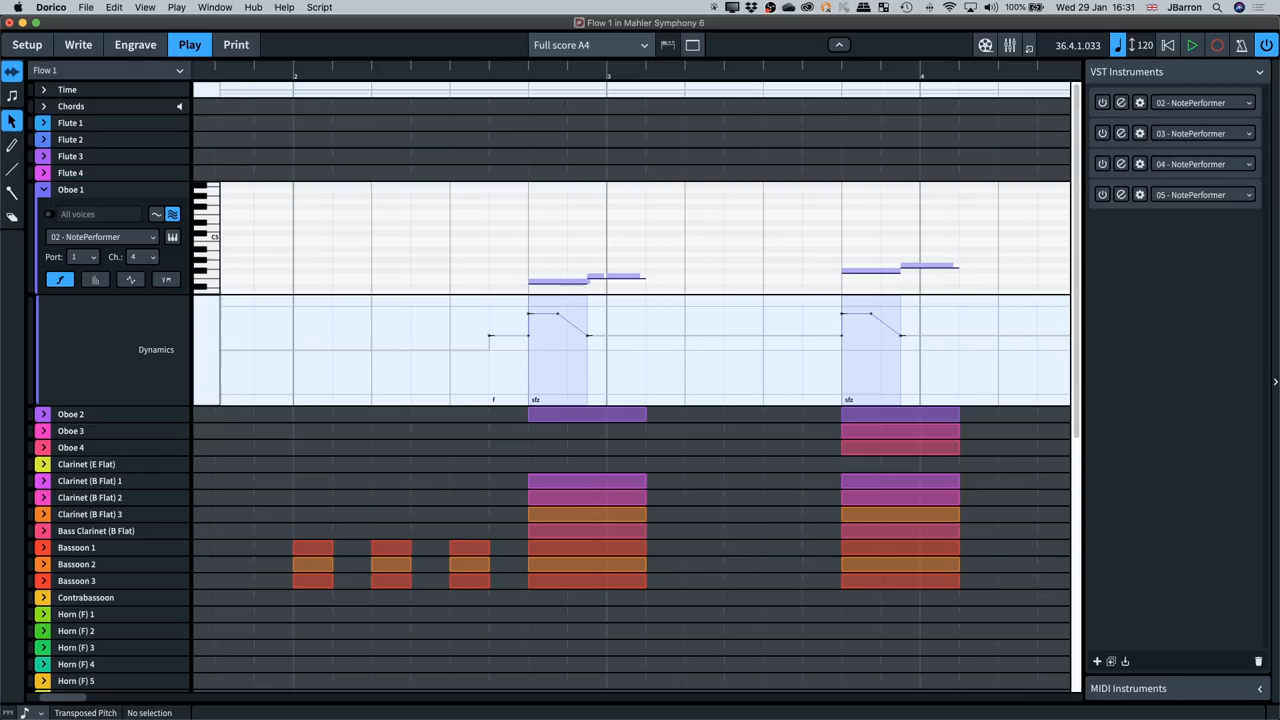 Dorico File Edit View Play Window Hub Script 100% Wed 29 Jan 16:31 JBarron
Flow 1 in Mahler Symphony 6
Setup Write Engrave Play Print Full score A4 36.4.1.033 120
Flow 1 2 3 4 VST Instruments
Time
Chords 02 - NotePerformer
Flute 1
Flute 2 03 - NotePerformer
Flute 3 04 - NotePerformer
Flute 4
Oboe 1 05 - NotePerformer
All voices
02 - NotePerformer C5
Port: 1 Ch.: 4
f
Dynamics
f sfz sfz
Oboe 2
Oboe 3
Oboe 4
Clarinet (E Flat)
Clarinet (B Flat) 1
Clarinet (B Flat) 2
Clarinet (B Flat) 3
Bass Clarinet (B Flat)
Bassoon 1
Bassoon 2
Bassoon 3
Contrabassoon
Horn (F) 1
Horn (F) 2
Horn (F) 3
Horn (F) 4
Horn (F) 5
MIDI Instruments
Transposed Pitch No selection